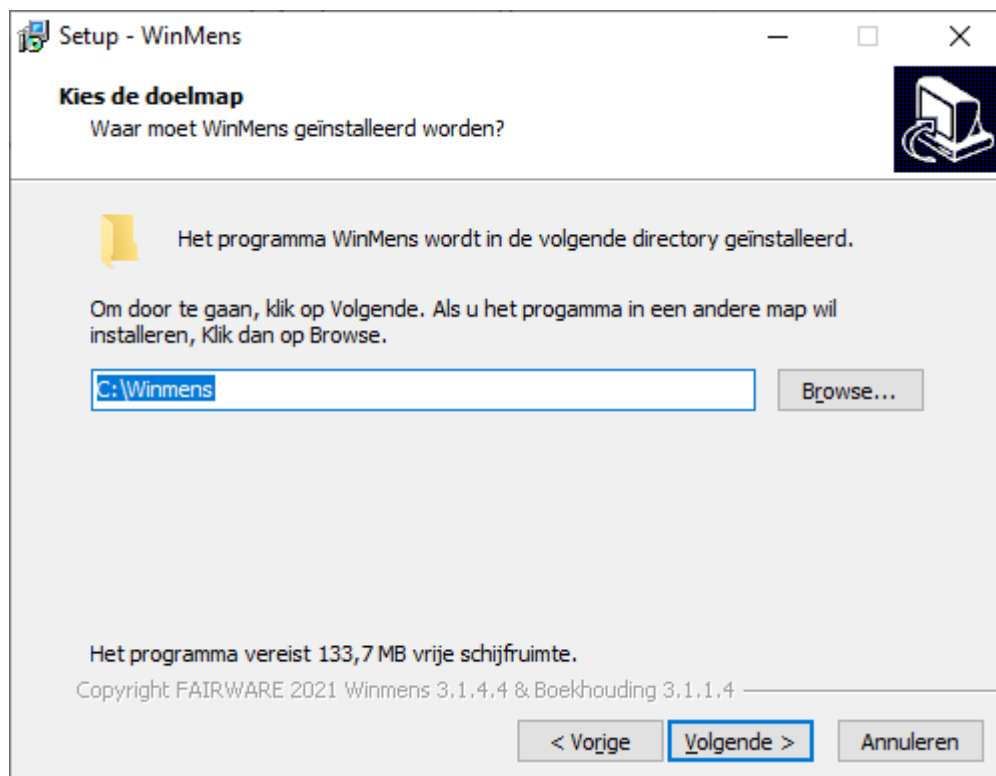 Setup - WinMens
Kies de doelmap
Waar moet WinMens geïnstalleerd worden?
Het programma WinMens wordt in de volgende directory geïnstalleerd.
Om door te gaan, klik op Volgende. Als u het progamma in een andere map wil
installeren, Klik dan op Browse.
C:\Winmens
Browse...
Het programma vereist 133,7 MB vrije schijfruimte.
Copyright FAIRWARE 2021 Winmens 3.1.4.4 & Boekhouding 3.1.1.4
< Vorige
Volgende >
Annuleren